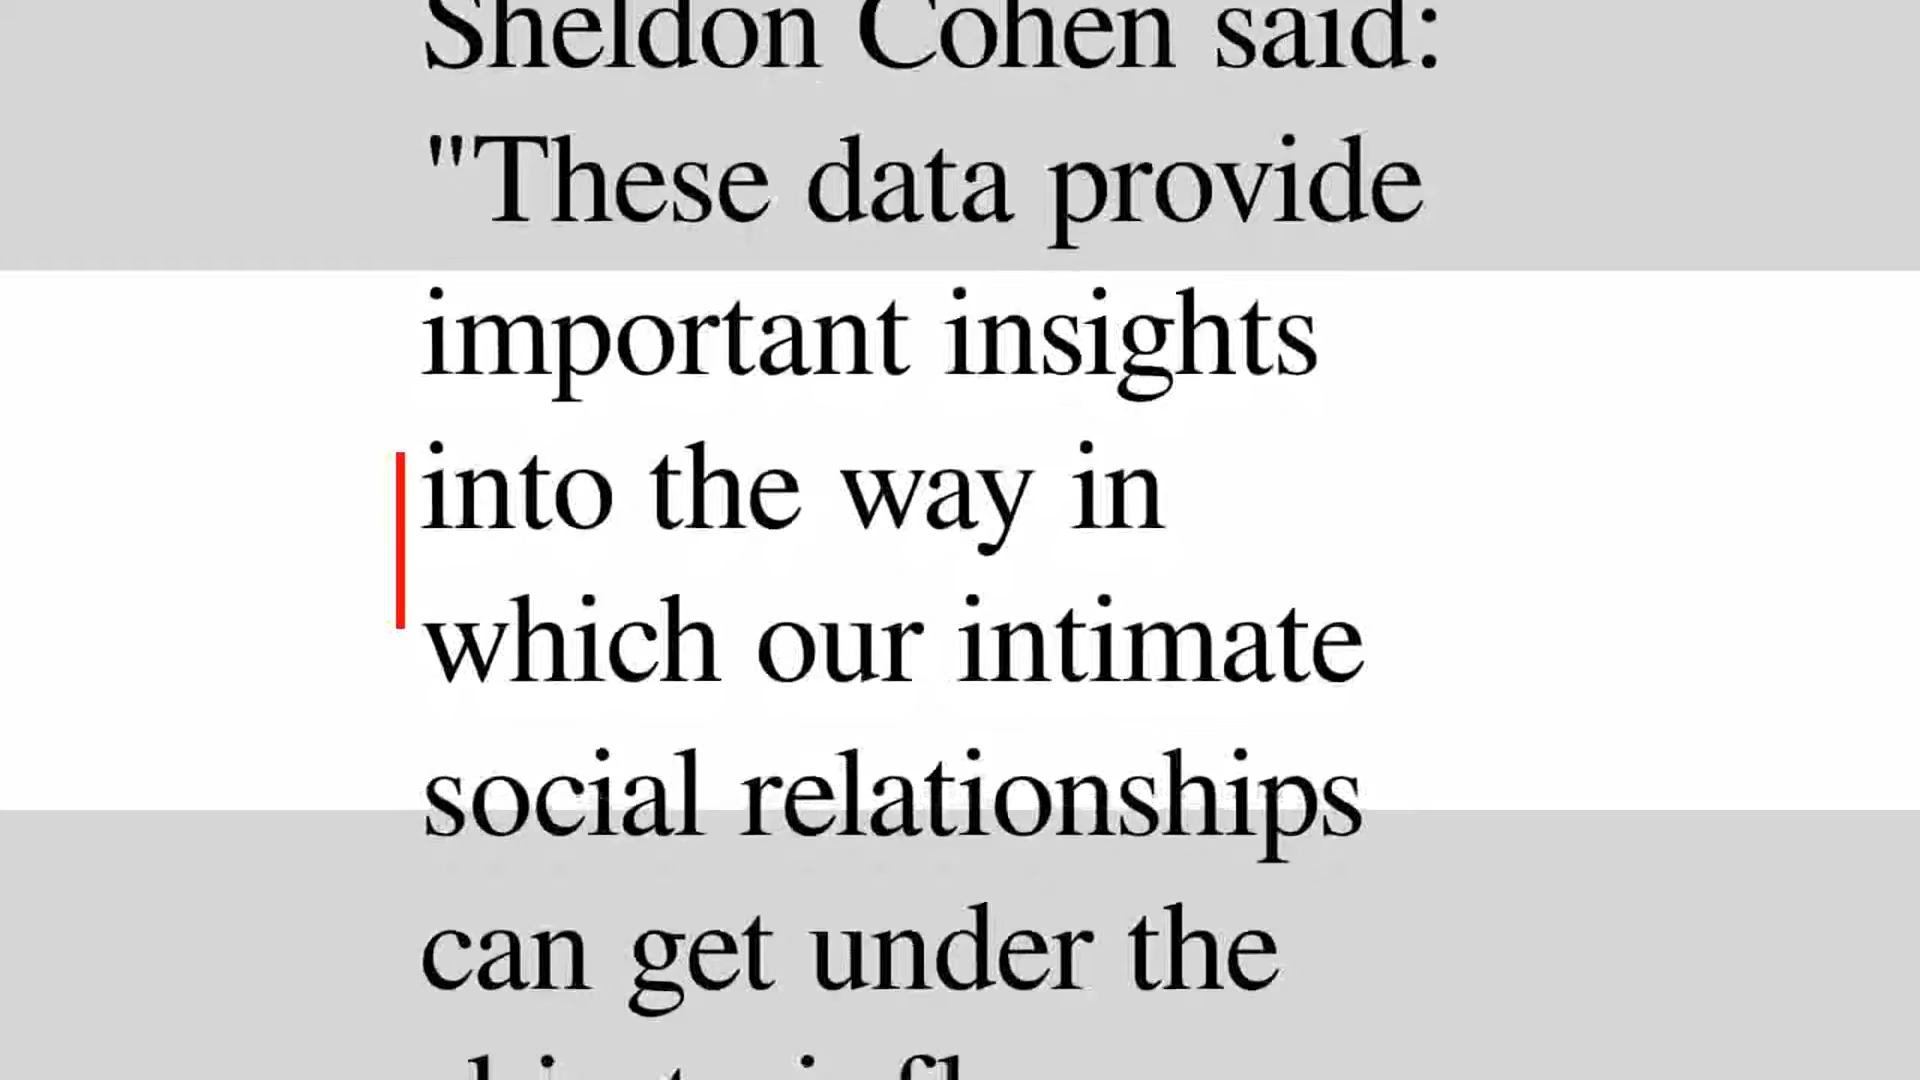 Sheldon Cohen said:
"These data provide
important insights
into the way in
which our intimate
social relationships
can get under the